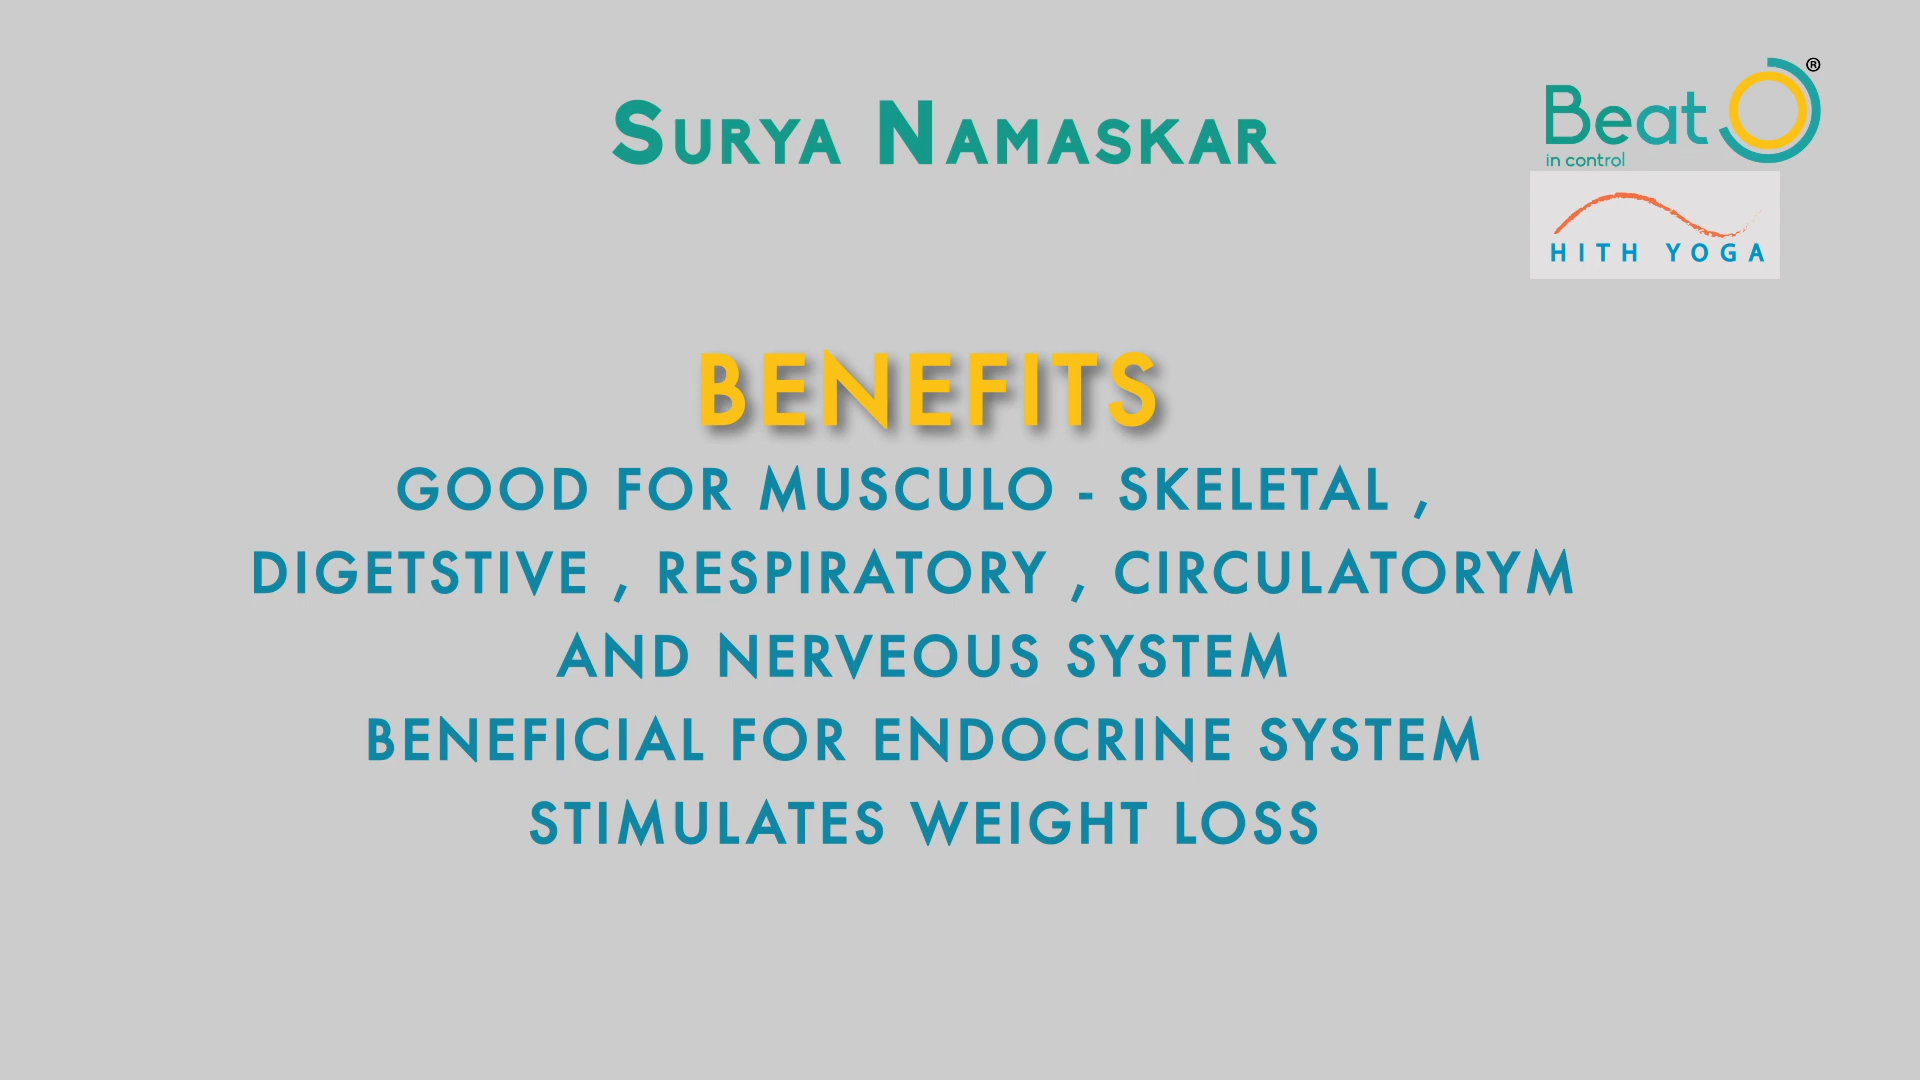 Surya Namaskar
BeatO®
in control
HITH YOGA
BENEFITS
GOOD FOR MUSCULO - SKELETAL ,
DIGETSTIVE , RESPIRATORY , CIRCULATORYM
AND NERVEOUS SYSTEM
BENEFICIAL FOR ENDOCRINE SYSTEM
STIMULATES WEIGHT LOSS